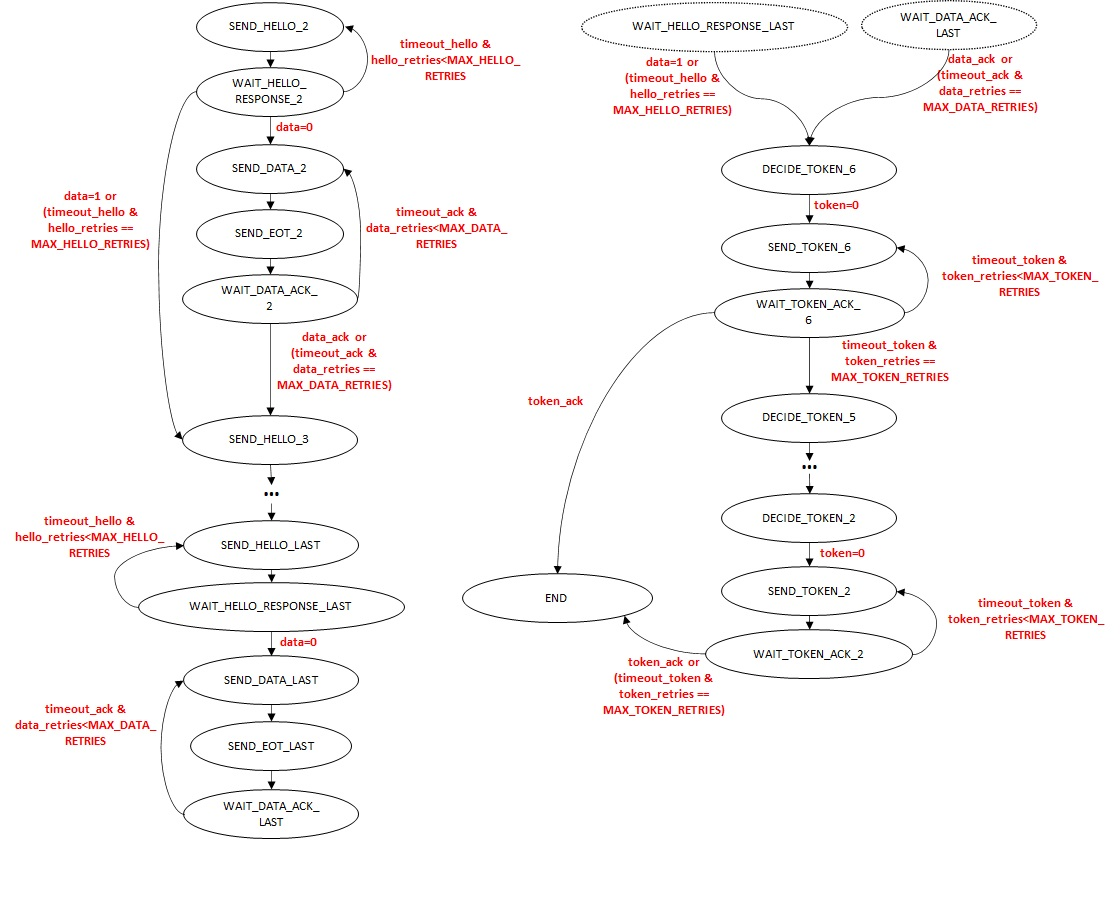 SEND_HELLO_2
timeout_hello &
hello_retries<MAX_HELLO_
RETRIES
WAIT_HELLO_
RESPONSE_2
data=0
SEND_DATA_2
data=1 or
(timeout_hello &
hello_retries ==
MAX_HELLO_RETRIES)
timeout_ack &
data_retries<MAX_DATA_
RETRIES
SEND_EOT_2
WAIT_DATA_ACK_
2
data_ack or
(timeout_ack &
data_retries ==
MAX_DATA_RETRIES)
SEND_HELLO_3
...
timeout_hello &
hello_retries<MAX_HELLO_
RETRIES
SEND_HELLO_LAST
WAIT_HELLO_RESPONSE_LAST
data=0
SEND_DATA_LAST
timeout_ack &
data_retries<MAX_DATA_
RETRIES
SEND_EOT_LAST
WAIT_DATA_ACK_
LAST
WAIT_HELLO_RESPONSE_LAST
WAIT_DATA_ACK_
LAST
data=1 or
(timeout_hello &
hello_retries ==
MAX_HELLO_RETRIES)
data_ack or
(timeout_ack &
data_retries ==
MAX_DATA_RETRIES)
DECIDE_TOKEN_6
token=0
SEND_TOKEN_6
timeout_token &
token_retries<MAX_TOKEN_
RETRIES
WAIT_TOKEN_ACK_
6
timeout_token &
token_retries ==
MAX_TOKEN_RETRIES
token_ack
DECIDE_TOKEN_5
...
DECIDE_TOKEN_2
token=0
SEND_TOKEN_2
END
timeout_token &
token_retries<MAX_TOKEN_
RETRIES
WAIT_TOKEN_ACK_2
token_ack or
(timeout_token &
token_retries ==
MAX_TOKEN_RETRIES)